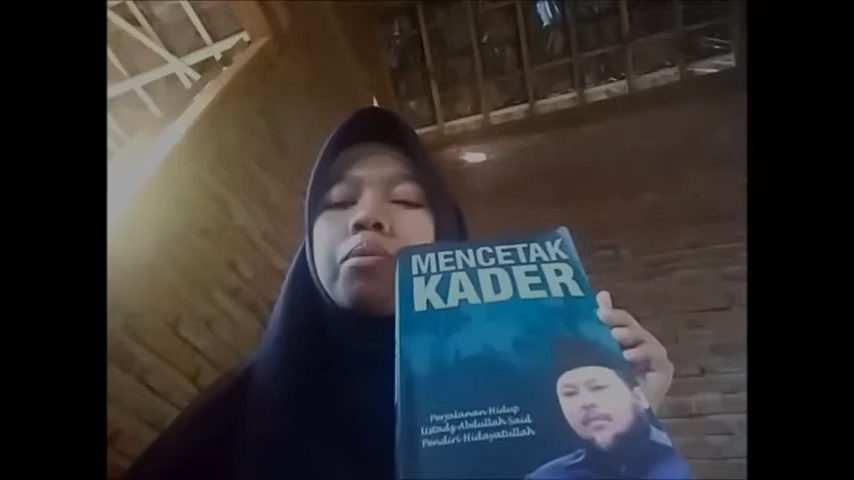 MENCETAK
KADER
Perjalanan Hidup
Ustadz Abdullah Said
Pendiri Hidayatullah